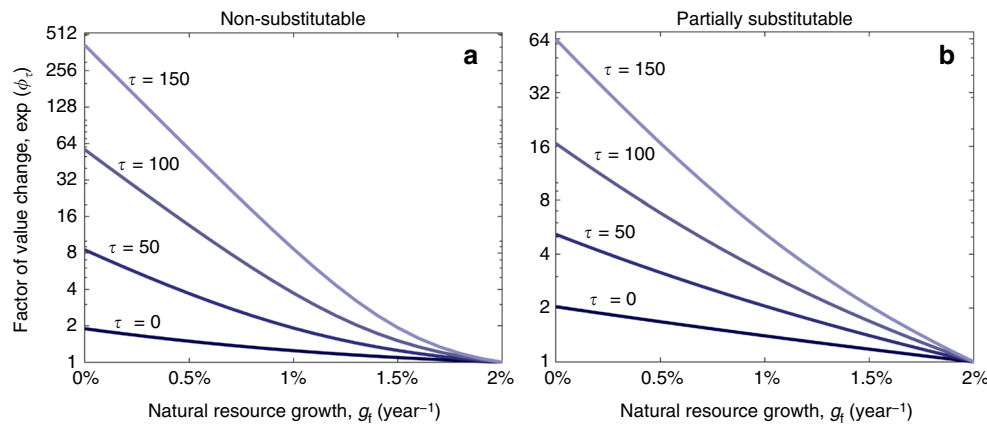 Non-substitutable
Partially substitutable
a
b
Factor of value change, exp (ϕτ)
512
256
128
64
32
16
8
4
2
1
τ = 150
τ = 100
τ = 50
τ = 0
0%
0.5%
1%
1.5%
2%
Natural resource growth, gf (year⁻¹)
64
32
16
8
4
2
1
τ = 150
τ = 100
τ = 50
τ = 0
0%
0.5%
1%
1.5%
2%
Natural resource growth, gf (year⁻¹)